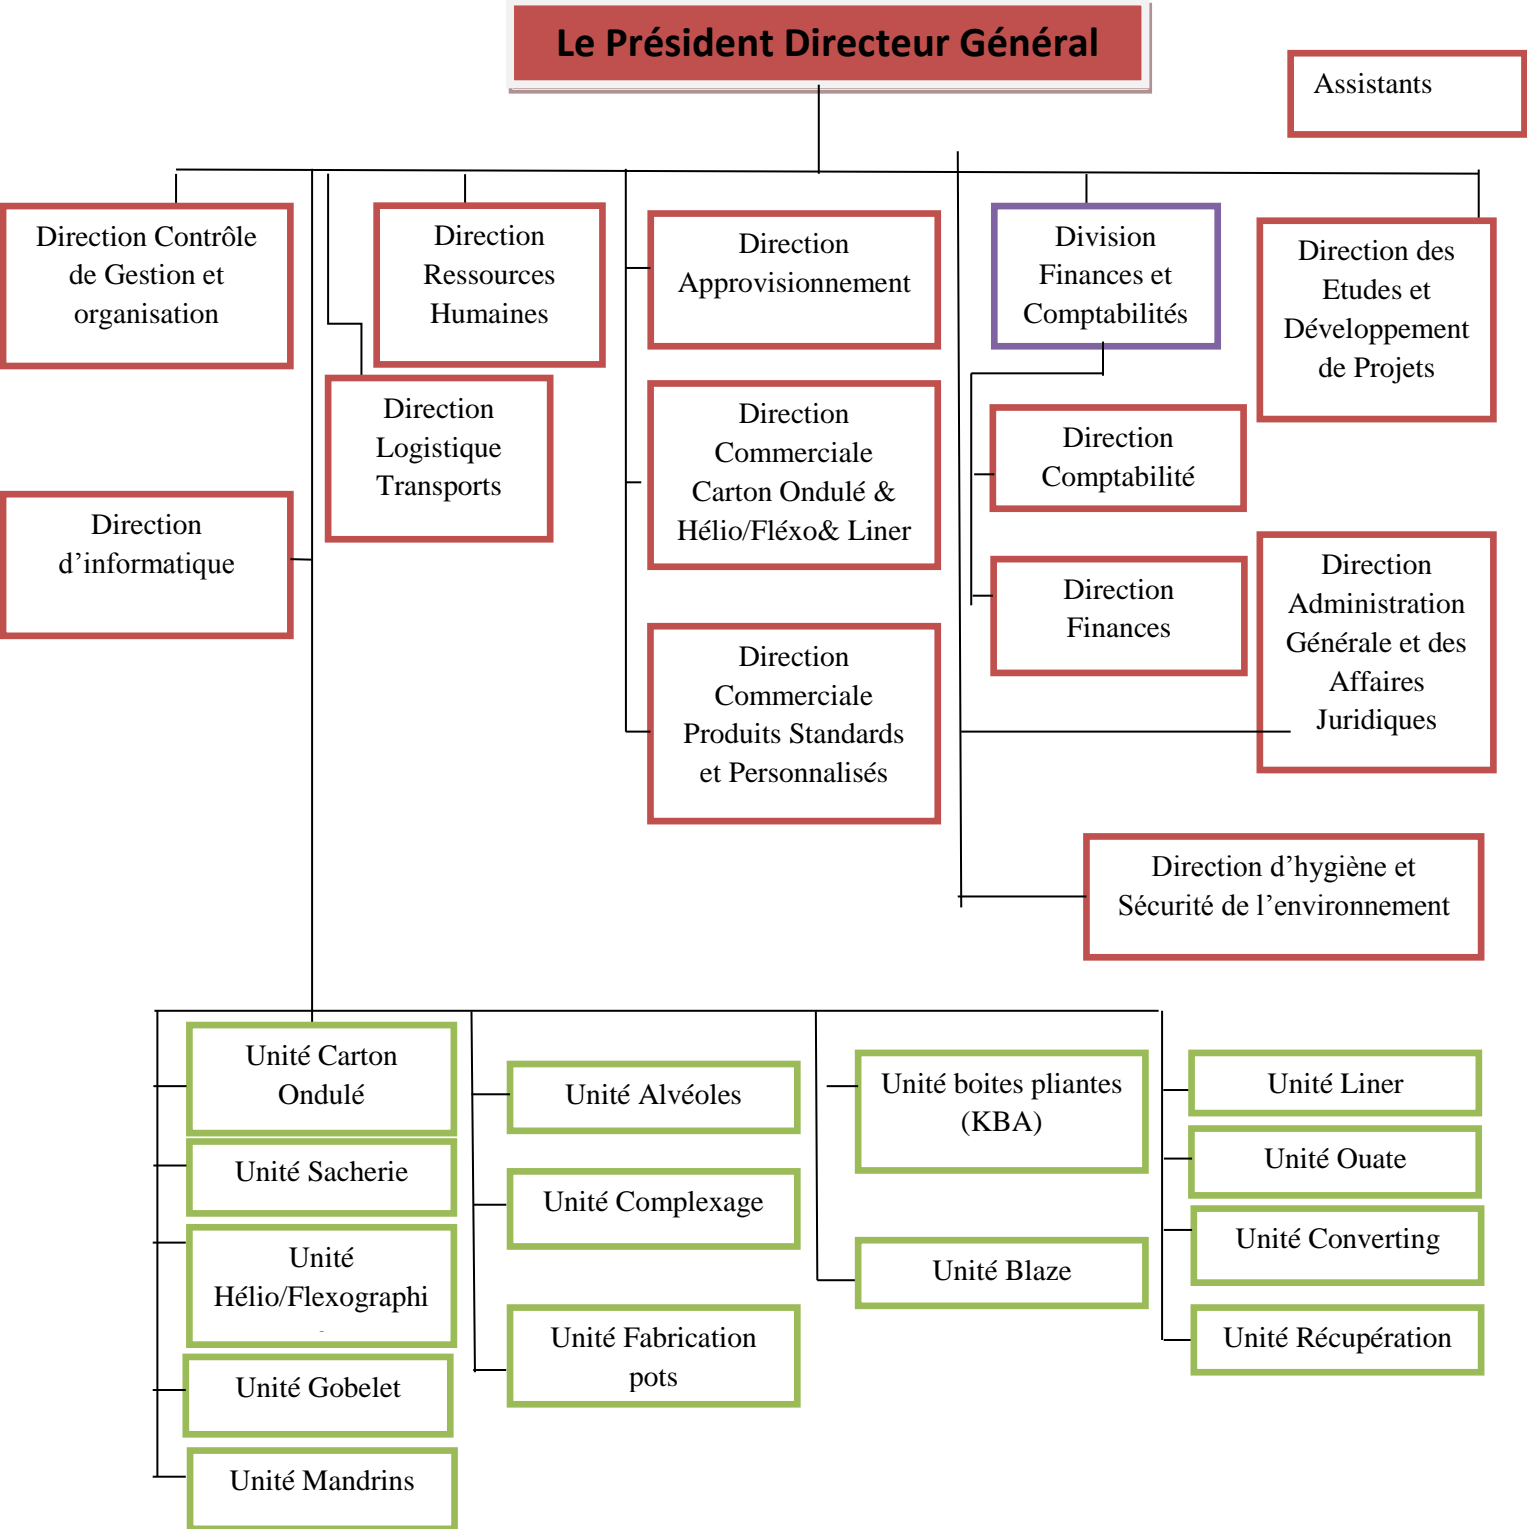 Le Président Directeur Général
Assistants
Direction Contrôle
de Gestion et
organisation
Direction
Ressources
Humaines
Direction
Approvisionnement
Division
Finances et
Comptabilités
Direction des
Etudes et
Développement
de Projets
Direction
Logistique
Transports
Direction
Commerciale
Carton Ondulé &
Hélio/Fléxo& Liner
Direction
Comptabilité
Direction
d’informatique
Direction
Finances
Direction
Administration
Générale et des
Affaires
Juridiques
Direction
Commerciale
Produits Standards
et Personnalisés
Direction d’hygiène et
Sécurité de l’environnement
Unité Carton
Ondulé
Unité Sacherie
Unité
Hélio/Flexographi
Unité Gobelet
Unité Mandrins
Unité Alvéoles
Unité Complexage
Unité Fabrication
pots
Unité boites pliantes
(KBA)
Unité Blaze
Unité Liner
Unité Ouate
Unité Converting
Unité Récupération